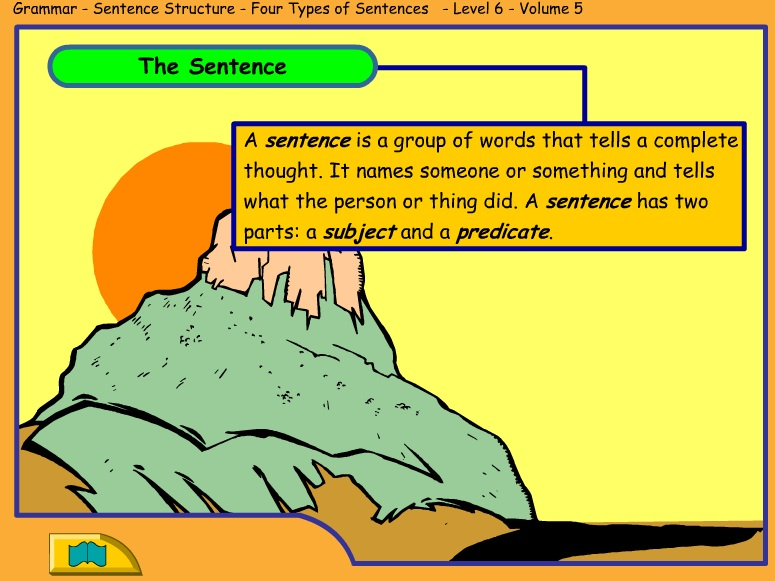 Grammar - Sentence Structure - Four Types of Sentences - Level 6 - Volume 5
The Sentence
A sentence is a group of words that tells a complete
thought. It names someone or something and tells
what the person or thing did. A sentence has two
parts: a subject and a predicate.